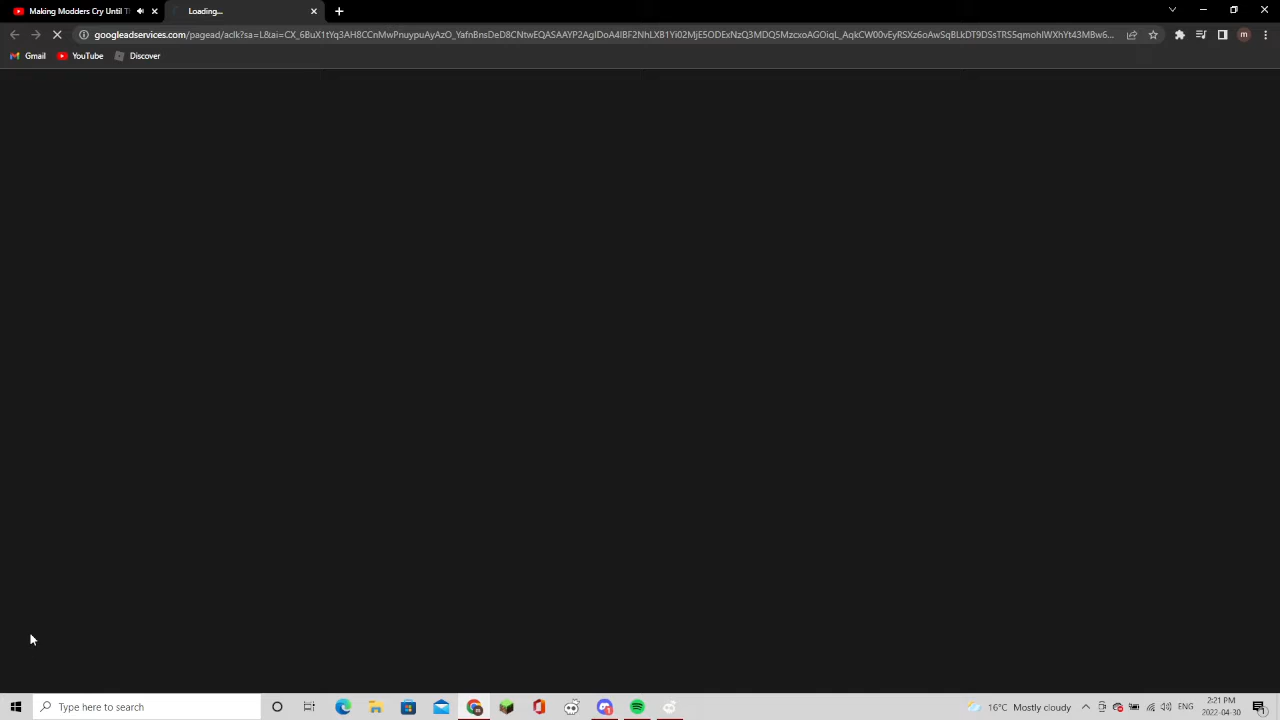 Making Modders Cry Until Th
Loading...
googleadservices.com/pagead/aclk?sa=L&ai=CX_6BuX1tYq3AH8CCnMwPnuypuAyAzO_YafnBnsDeD8CNtwEQASAAYP2AgIDoA4IBF2NhLXB1Yi02MjE5ODExNzQ3MDQ5MzcxoAGOiqL_AqkCW00vEyRSXz6oAwSqBLkDT9DSsTRS5qmohlWXhYt43MBw6...
m
Gmail
YouTube
Discover
Type here to search
16°C Mostly cloudy
ENG
2:21 PM
2022-04-30